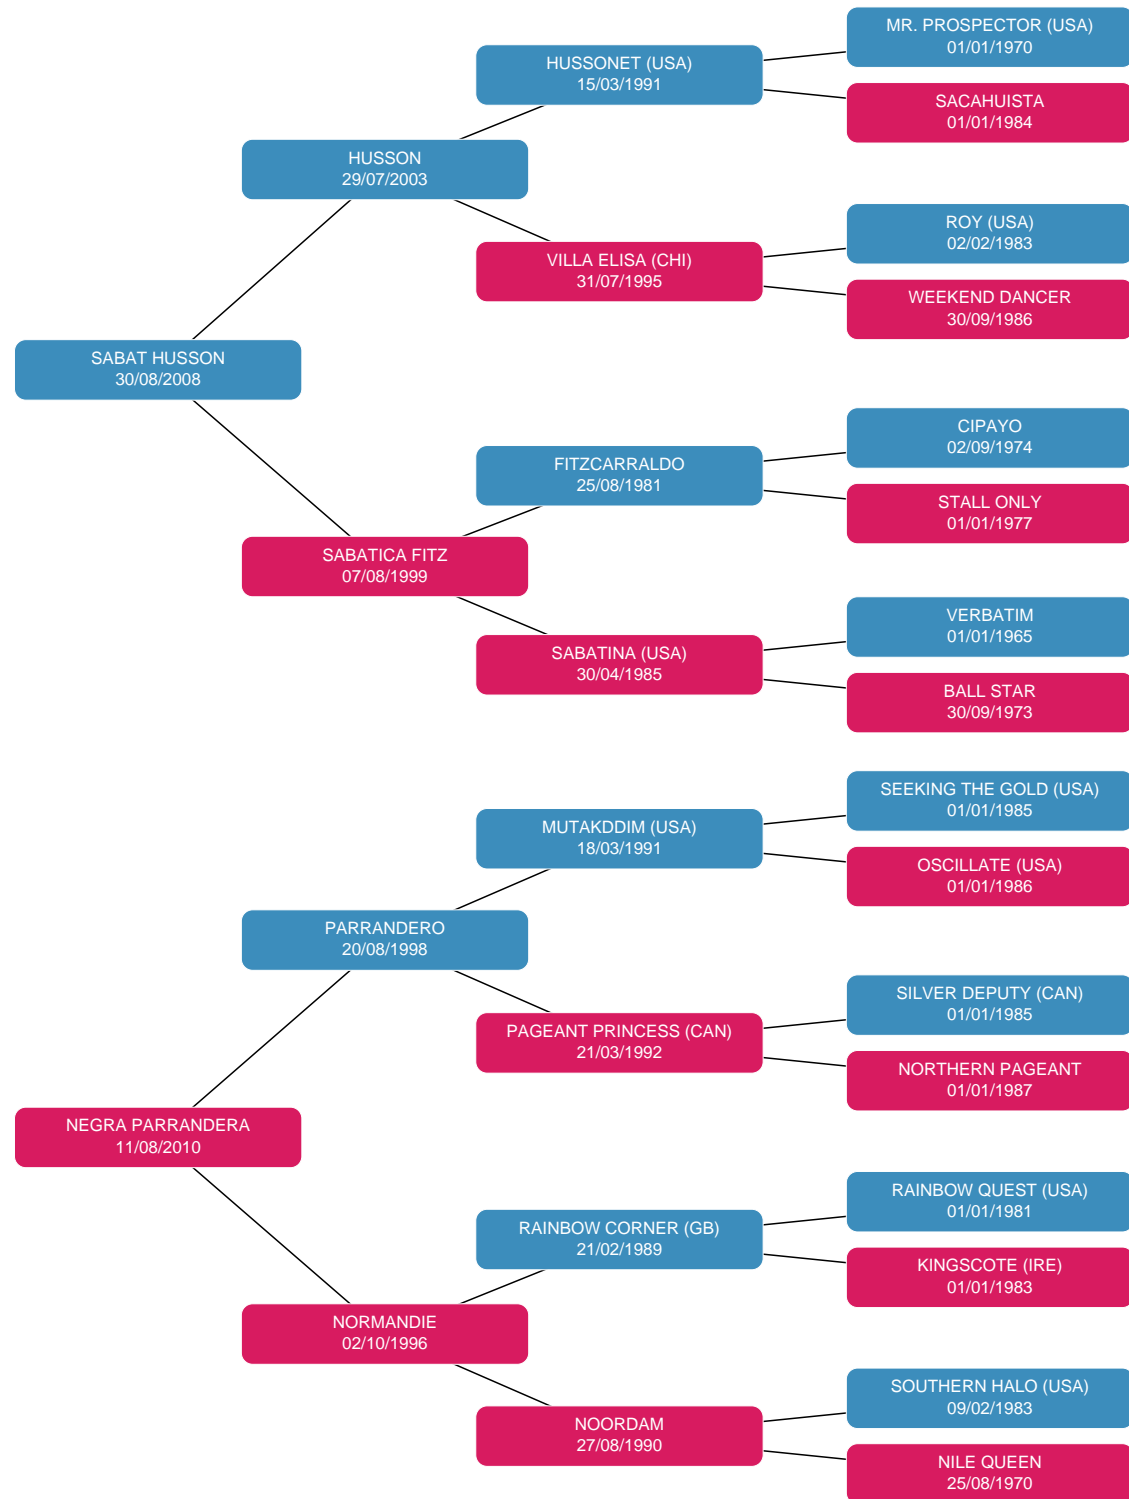 MR. PROSPECTOR (USA)
01/01/1970
HUSSONET (USA)
15/03/1991
SACAHUISTA
01/01/1984
HUSSON
29/07/2003
ROY (USA)
02/02/1983
VILLA ELISA (CHI)
31/07/1995
WEEKEND DANCER
30/09/1986
SABAT HUSSON
30/08/2008
CIPAYO
02/09/1974
FITZCARRALDO
25/08/1981
STALL ONLY
01/01/1977
SABATICA FITZ
07/08/1999
VERBATIM
01/01/1965
SABATINA (USA)
30/04/1985
BALL STAR
30/09/1973
SEEKING THE GOLD (USA)
01/01/1985
MUTAKDDIM (USA)
18/03/1991
OSCILLATE (USA)
01/01/1986
PARRANDERO
20/08/1998
SILVER DEPUTY (CAN)
01/01/1985
PAGEANT PRINCESS (CAN)
21/03/1992
NORTHERN PAGEANT
01/01/1987
NEGRA PARRANDERA
11/08/2010
RAINBOW QUEST (USA)
01/01/1981
RAINBOW CORNER (GB)
21/02/1989
KINGSCOTE (IRE)
01/01/1983
NORMANDIE
02/10/1996
SOUTHERN HALO (USA)
09/02/1983
NOORDAM
27/08/1990
NILE QUEEN
25/08/1970